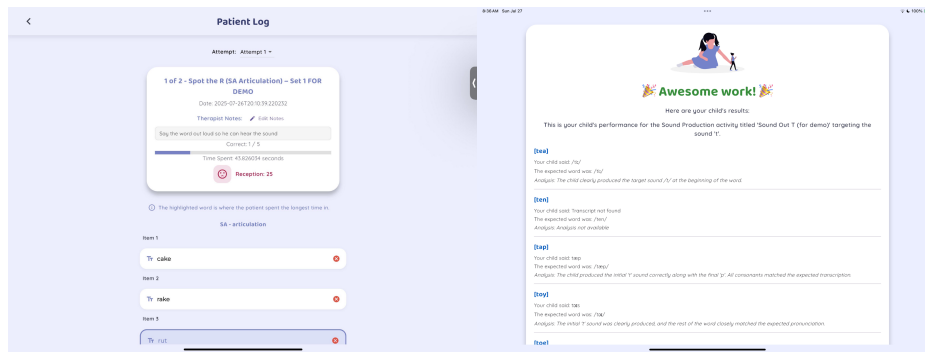 Patient Log
Attempt: Attempt 1
1 of 2 - Spot the R (SA Articulation) – Set 1 FOR
DEMO
Date: 2025-07-26T20:10:39.220232
Therapist Notes: Edit Notes
Say the word out loud so he can hear the sound
Correct: 1 / 5
Time Spent: 43.826034 seconds
Reception: 25
The highlighted word is where the patient spent the longest time in.
SA - articulation
Item 1
Tr cake
Item 2
Tr rake
Item 3
Tr rut
8:30 AM Sun Jul 27
100%
🎉 Awesome work! 🎉
Here are your child's results:
This is your child's performance for the Sound Production activity titled 'Sound Out T (for demo)' targeting the
sound 't'.
[tea]
The expected word was: /ti/
Analysis: The child clearly produced the target sound /t/ at the beginning of the word.
[ten]
Your child said: Transcript not found
The expected word was: /ten/
Analysis: Analysis not available
[tap]
Your child said: tæp
The expected word was: /tæp/
Analysis: The child produced the initial 't' sound correctly along with the final 'p'. All consonants matched the expected transcription.
[toy]
Your child said:
The expected word was:
Analysis: The initial 't' sound was clearly produced, and the rest of the word closely matched the expected pronunciation.
[toe]